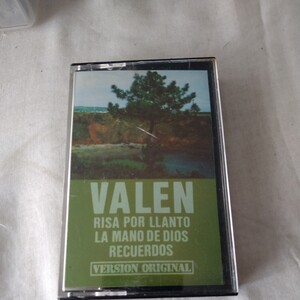 VALEN
RISA POR LLANTO
LA MANO DE DIOS
RECUERDOS
VERSION ORIGINAL